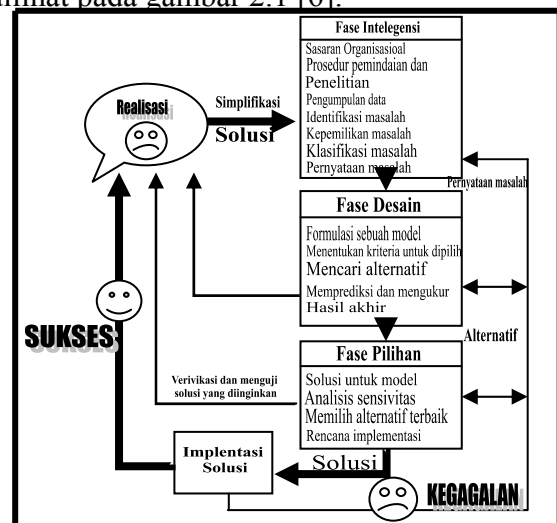 pada gambar 2.1 [6].
Fase Intelegensi
Sasaran Organisasioal
Prosedur pemindaian dan
Penelitian
Pengumpulan data
Identifikasi masalah
Kepemilikan masalah
Klasifikasi masalah
Pernyataan masalah
Realisasi
Simplifikasi
Solusi
Pernyataan masalah
Fase Desain
Formulasi sebuah model
Menentukan kriteria untuk dipilih
Mencari alternatif
Memprediksi dan mengukur
Hasil akhir
SUKSES
Alternatif
Fase Pilihan
Solusi untuk model
Analisis sensivitas
Memilih alternatif terbaik
Rencana implementasi
Verivikasi dan menguji
solusi yang diinginkan
Implentasi
Solusi
Solusi
KEGAGALAN